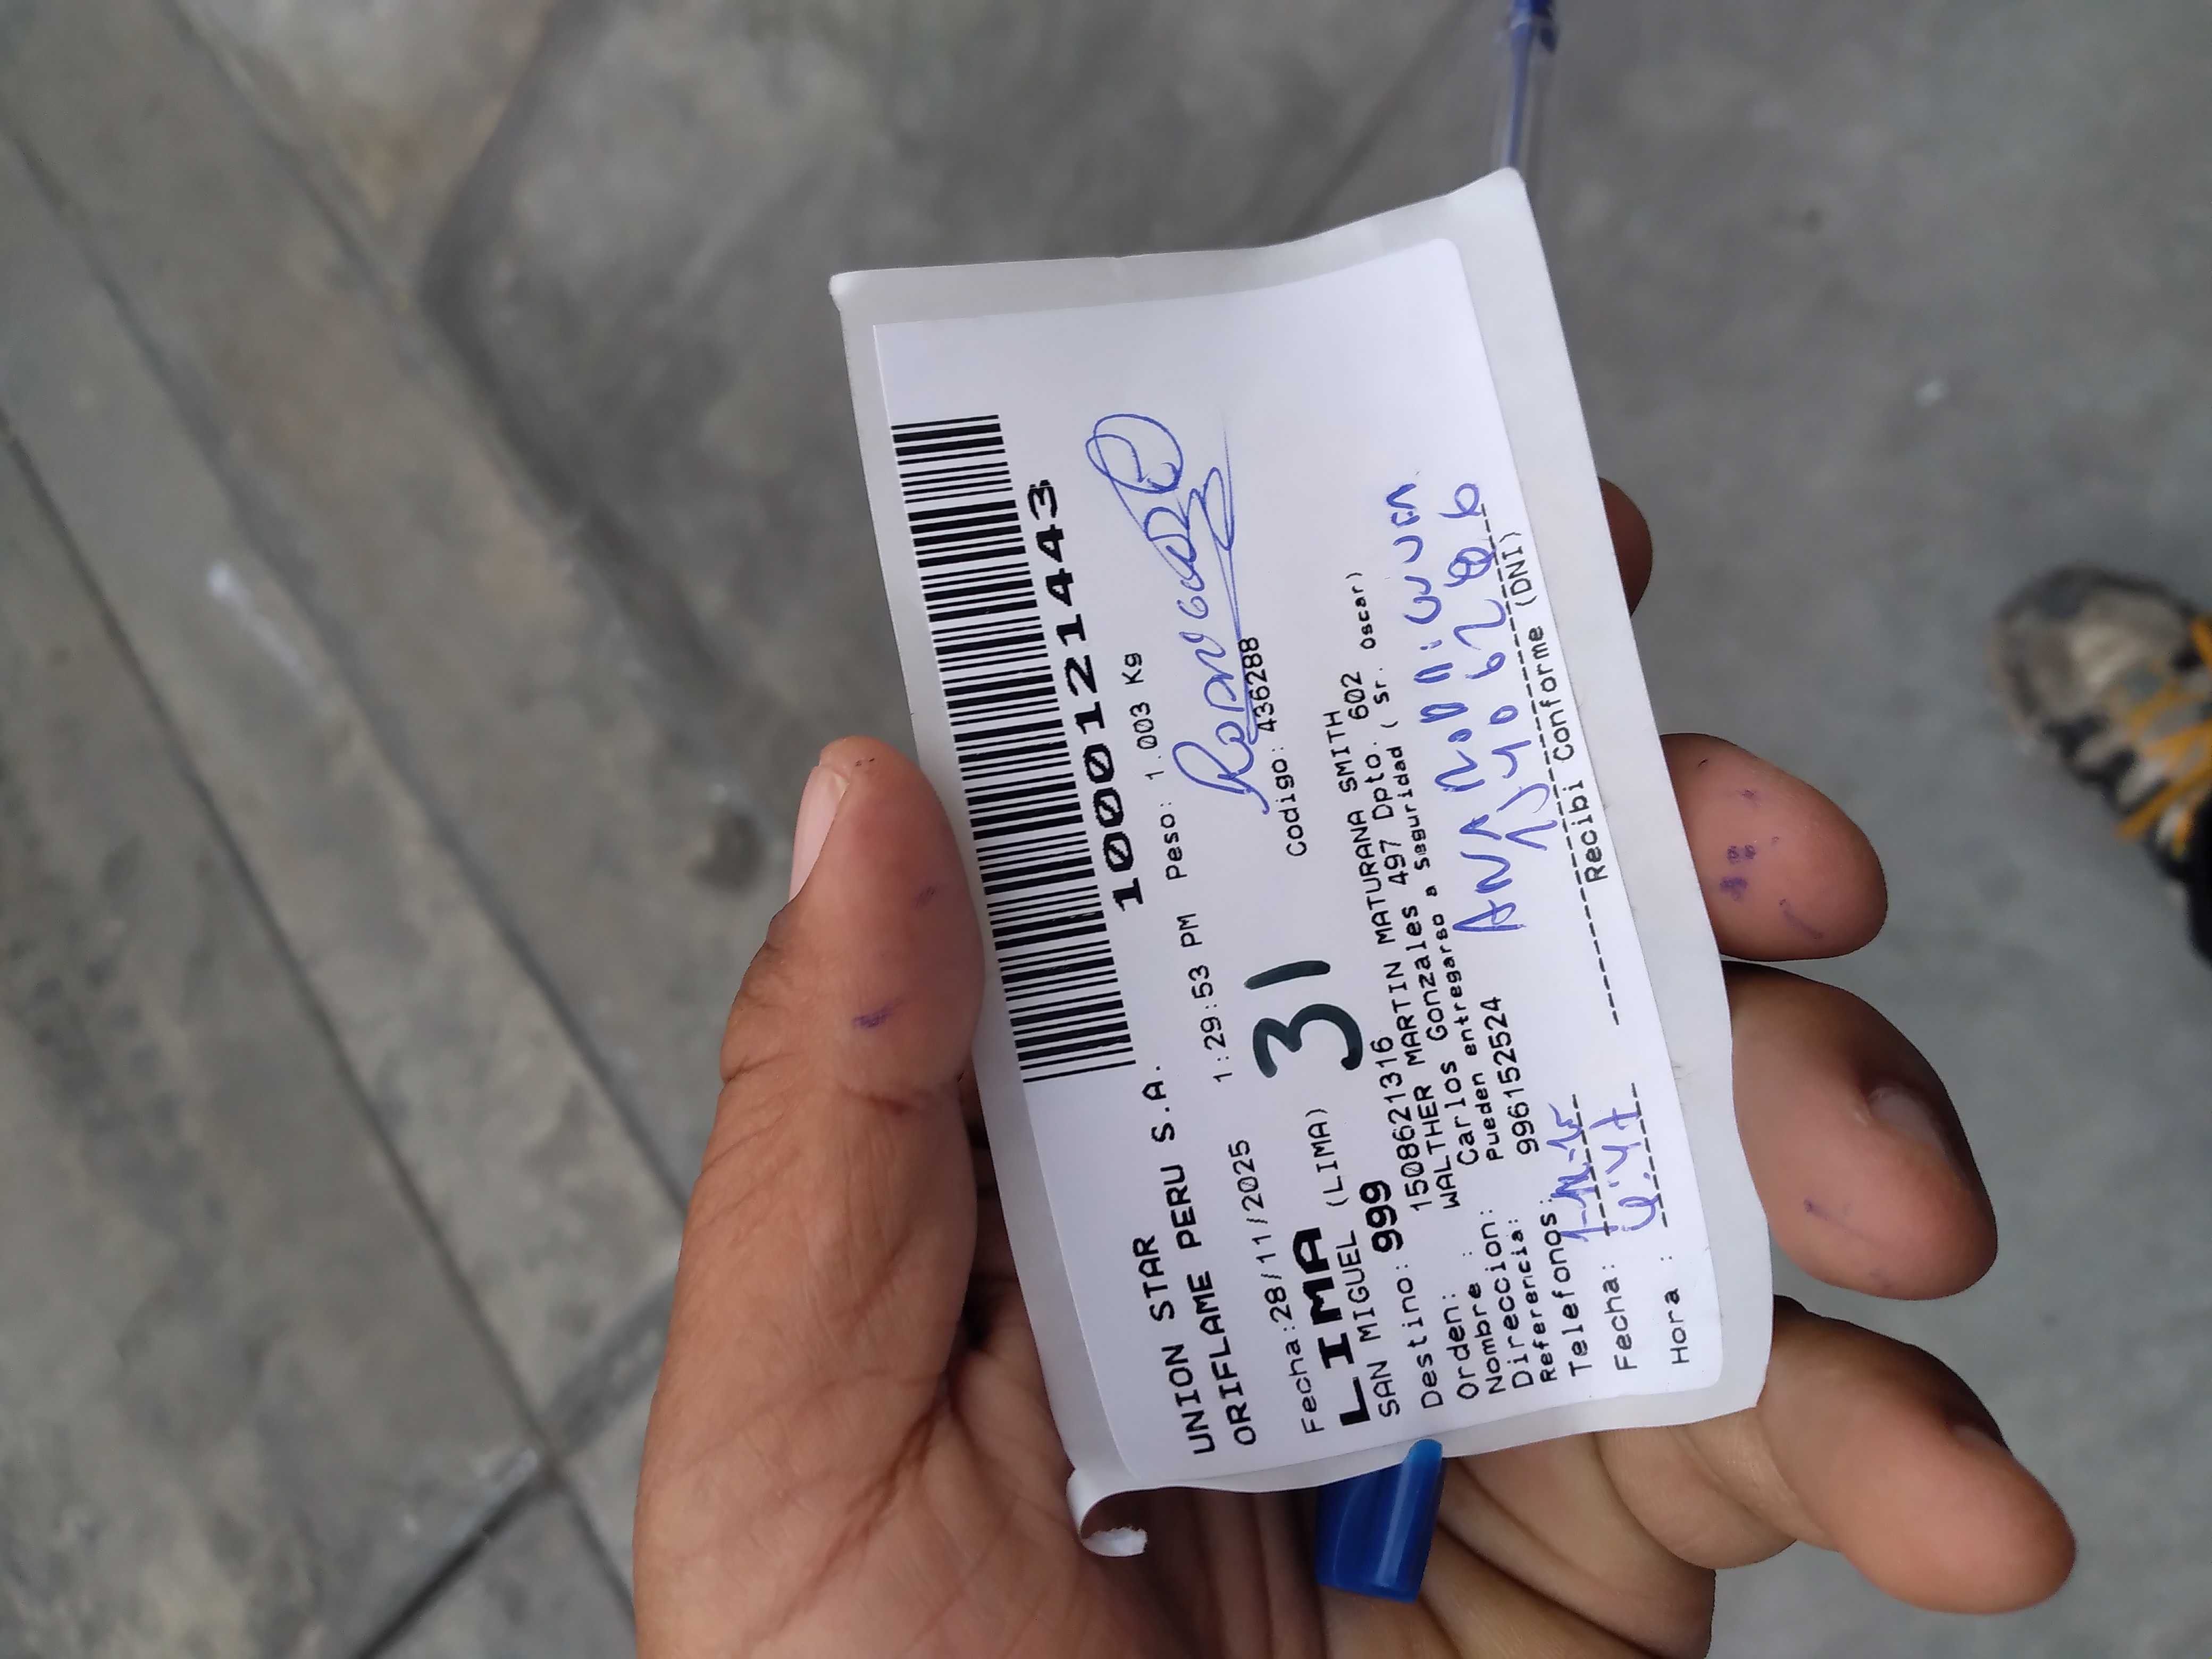 1000121443
UNION STAR
ORIFLAME PERU S.A.
Fecha:28/11/2025 1:29:53 PM Peso: 1.003 Kg
LIMA 31
SAN MIGUEL (LIMA) Codigo: 436288
Destino: 999
Orden: 1508621316
Nombre : WALTHER MARTIN MATURANA SMITH
Direccion: Carlos Gonzales 497 Dpto. 602
Referencia: Pueden entregarso a seguridad ( sr. oscar)
Telefonos: 996152524
ANA
Fecha:
Hora :
Recibi Conforme (DNI)